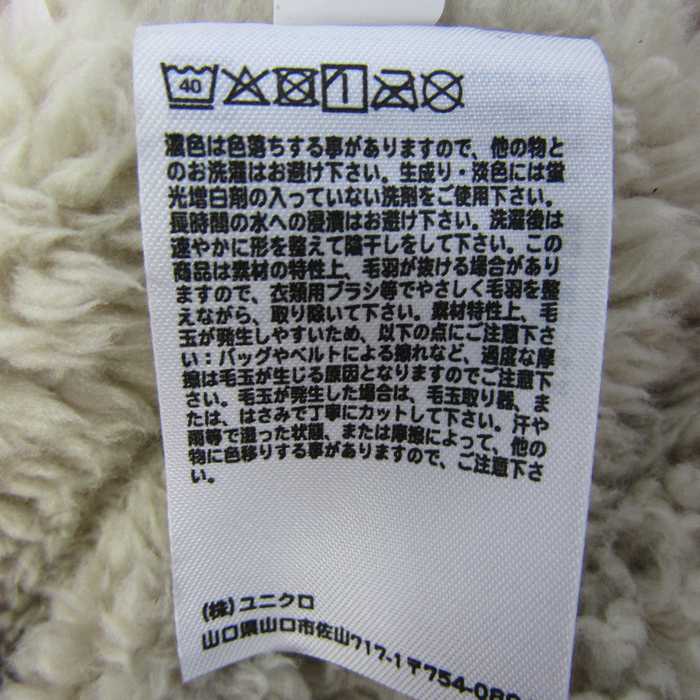 40
濃色は色落ちする事がありますので、他の物と
のお洗濯はお避け下さい。生成り・淡色には蛍
光増白剤の入っていない洗剤をご使用下さい。
長時間の水への浸漬はお避け下さい。洗濯後は
速やかに形を整えて陰干しをして下さい。この
商品は素材の特性上、毛羽が抜ける場合があり
ますので、衣類用ブラシ等でやさしく毛羽を整
えながら、取り除いて下さい。素材特性上、毛
玉が発生しやすいため、以下の点にご注意下さ
い：バッグやベルトによる擦れなど、過度な摩
擦は毛玉が生じる原因となりますのでご注意下
さい。毛玉が発生した場合は、毛玉取り器、ま
たは、はさみで丁寧にカットして下さい。汗や
雨等で湿った状態、または摩擦によって、他の
物に色移りする事がありますので、ご注意下さ
い。
(株)ユニクロ
山口県山口市佐山717-1〒754-089